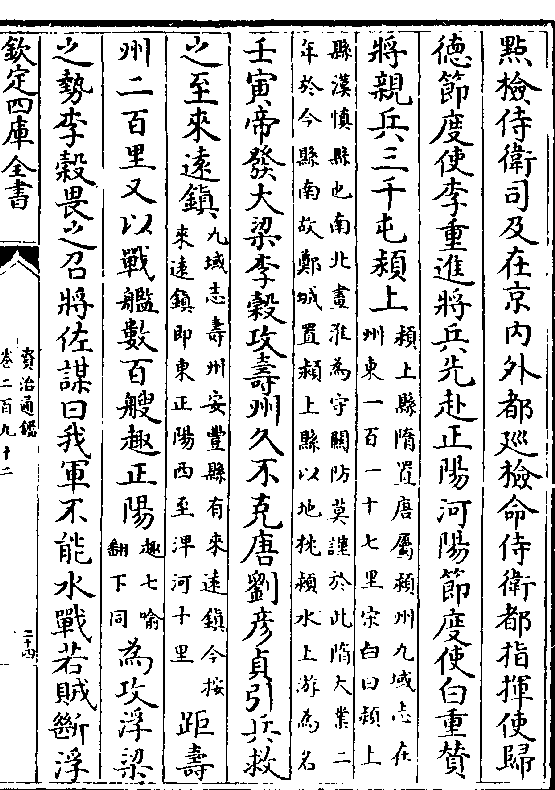 點檢侍衛司及在京内外都巡檢命侍衛都指揮使歸
德節度使李重進將兵先赴正陽河陽節度使白重賛
將親兵三千屯潁上
潁上縣隋置唐屬潁州九域志在
州東一百一十七里宋白曰潁上
縣漢慎縣也南北畫淮為守關防莫謹於此隋大業二
年於今縣南故鄭城置潁上縣以地枕潁水上游為名
壬寅帝發大梁李榖攻壽州久不克唐劉彦貞引兵救
之至來遠鎮
九域志壽州安豐縣有來遠鎮今按
來遠鎮即東正陽西至淠河十里
距壽
州二百里又以戰艦數百艘趣正陽
趣七喻
翻下同
為攻浮梁
之勢李榖畏之召將佐謀曰我軍不能水戰若賊斷浮
欽定四庫全書
資治通鑑
卷二百九十二
二十四